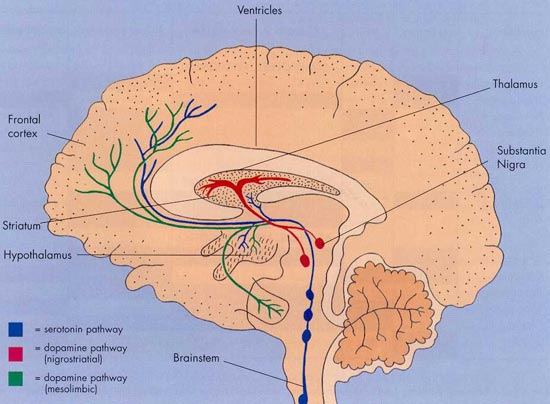 Ventricles
Thalamus
Frontal
cortex
Substantia
Nigra
Striatum
Hypothalamus
= serotonin pathway
= dopamine pathway
(nigrostriatial)
Brainstem
= dopamine pathway
(mesolimbic)